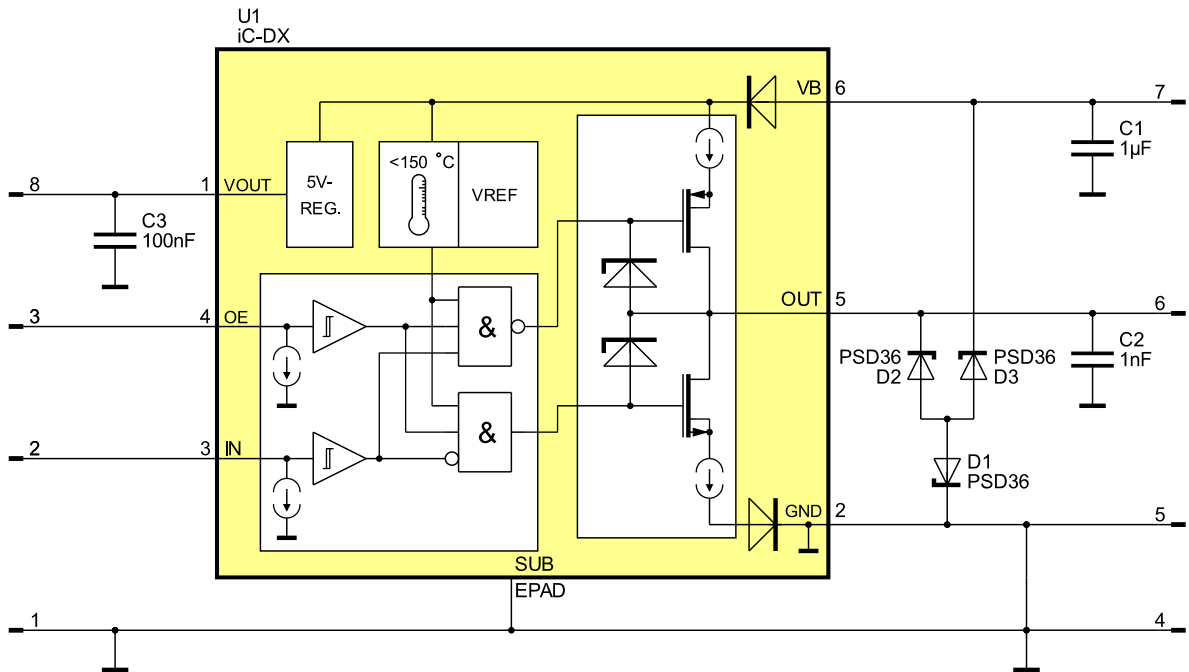 U1
iC-DX
VB
6
7
C1
1µF
<150 °C
8
1
VOUT
5V-
REG.
VREF
C3
100nF
OUT
5
6
3
4
OE
&
PSD36
D2
PSD36
D3
C2
1nF
&
2
3
IN
D1
PSD36
GND
2
5
SUB
EPAD
1
4